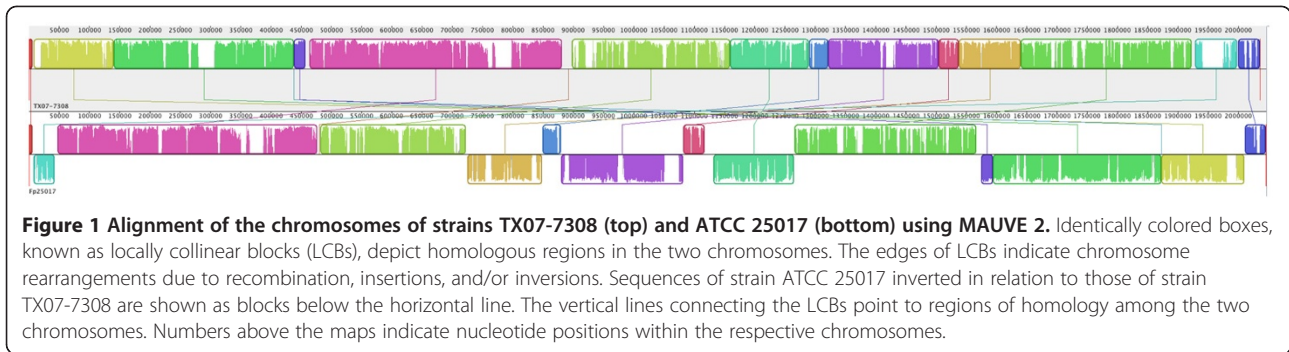 50000 100000 150000 200000 250000 300000 350000 400000 450000 500000 550000 600000 650000 700000 750000 800000 850000 900000 950000 1000000 1050000 1100000 1150000 1200000 1250000 1300000 1350000 1400000 1450000 1500000 1550000 1600000 1650000 1700000 1750000 1800000 1850000 1900000 1950000 2000000
TX07-7308
50000 100000 150000 200000 250000 300000 350000 400000 450000 500000 550000 600000 650000 700000 750000 800000 850000 900000 950000 1000000 1050000 1100000 1150000 1200000 1250000 1300000 1350000 1400000 1450000 1500000 1550000 1600000 1650000 1700000 1750000 1800000 1850000 1900000 1950000 2000000
Fp25017
Figure 1 Alignment of the chromosomes of strains TX07-7308 (top) and ATCC 25017 (bottom) using MAUVE 2. Identically colored boxes,
known as locally collinear blocks (LCBs), depict homologous regions in the two chromosomes. The edges of LCBs indicate chromosome
rearrangements due to recombination, insertions, and/or inversions. Sequences of strain ATCC 25017 inverted in relation to those of strain
TX07-7308 are shown as blocks below the horizontal line. The vertical lines connecting the LCBs point to regions of homology among the two
chromosomes. Numbers above the maps indicate nucleotide positions within the respective chromosomes.